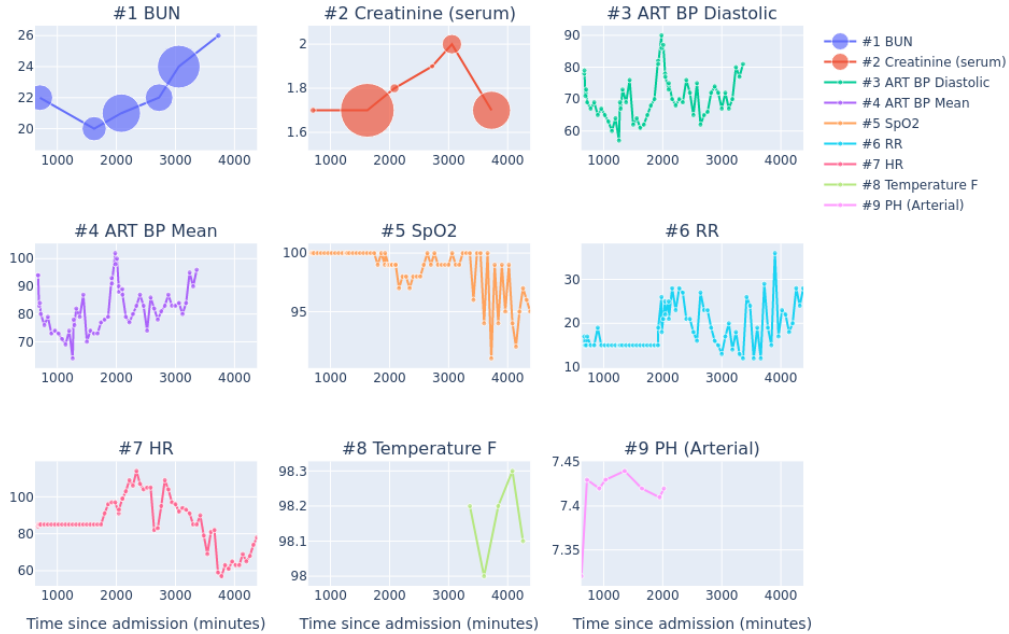 #1 BUN
#2 Creatinine (serum)
#3 ART BP Diastolic
26
24
22
20
1000 2000 3000 4000
2
1.8
1.6
1000 2000 3000 4000
90
80
70
60
1000 2000 3000 4000
#1 BUN
#2 Creatinine (serum)
#3 ART BP Diastolic
#4 ART BP Mean
#5 SpO2
#6 RR
#7 HR
#8 Temperature F
#9 PH (Arterial)
#4 ART BP Mean
#5 SpO2
#6 RR
100
90
80
70
1000 2000 3000 4000
100
95
1000 2000 3000 4000
30
20
10
1000 2000 3000 4000
#7 HR
#8 Temperature F
#9 PH (Arterial)
100
80
60
1000 2000 3000 4000
98.3
98.2
98.1
98
1000 2000 3000 4000
7.45
7.4
7.35
1000 2000 3000 4000
Time since admission (minutes)
Time since admission (minutes)
Time since admission (minutes)